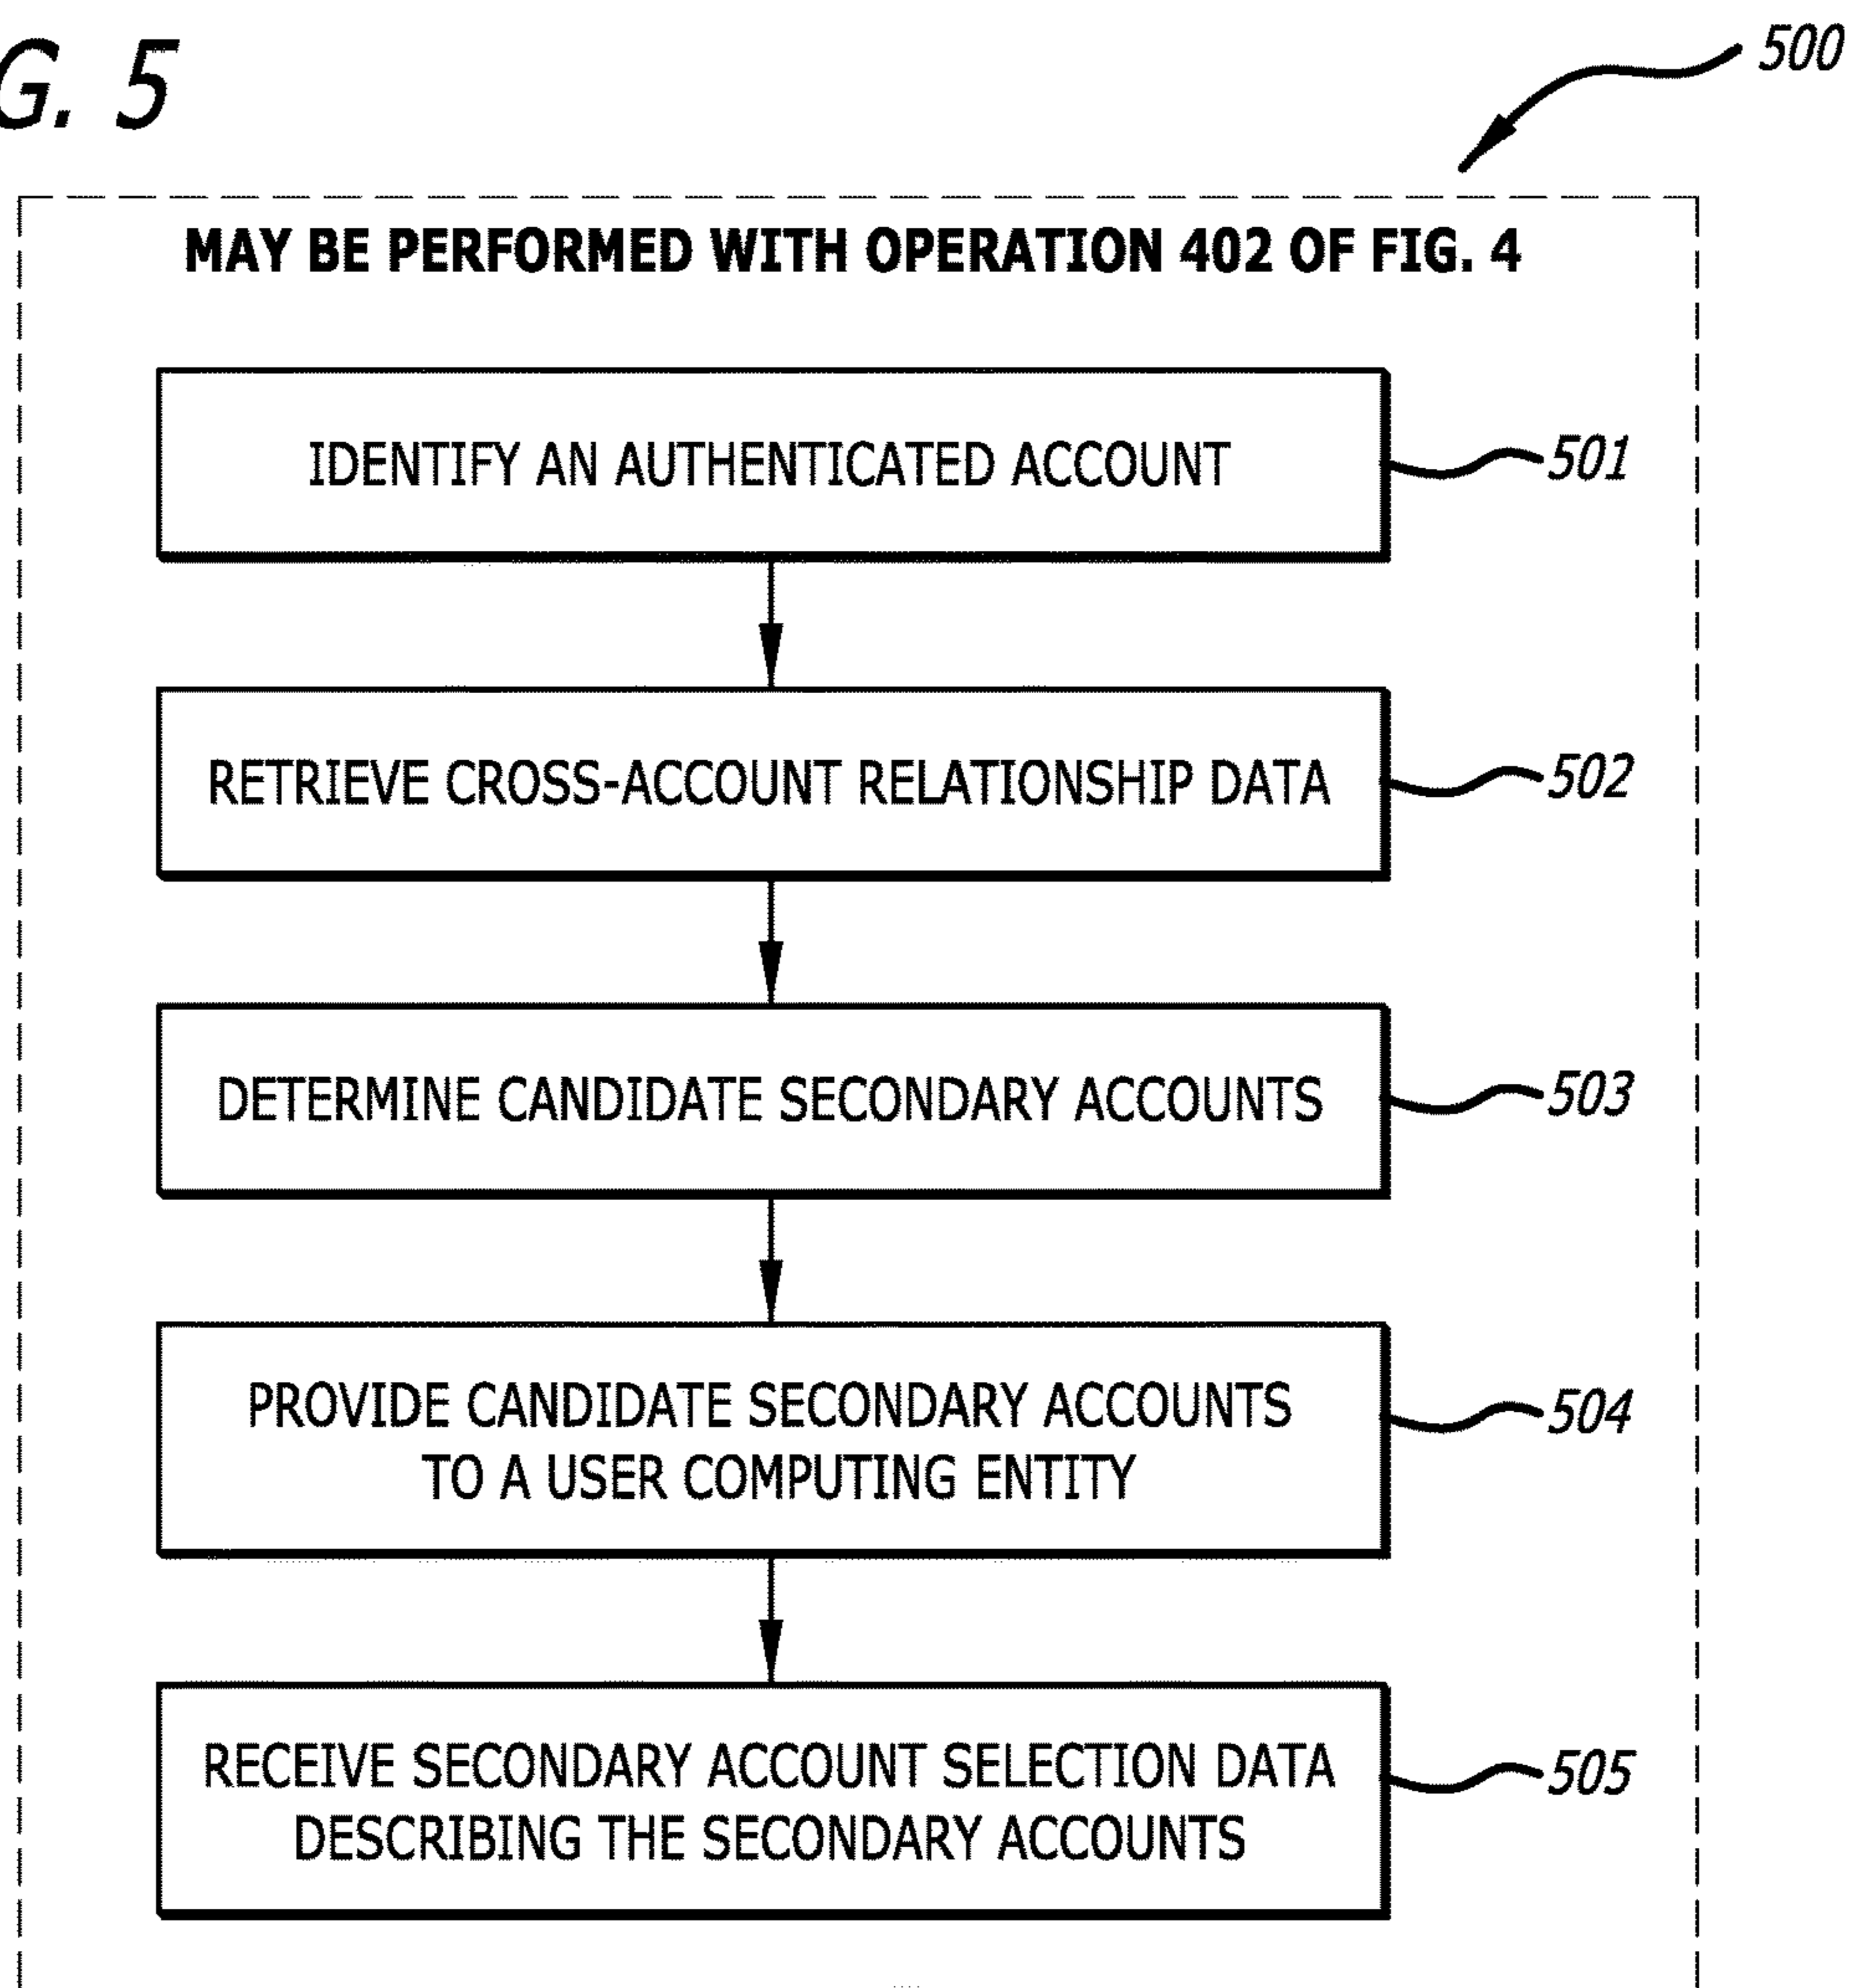 G. 5
500
MAY BE PERFORMED WITH OPERATION 402 OF FIG. 4
IDENTIFY AN AUTHENTICATED ACCOUNT
501
RETRIEVE CROSS-ACCOUNT RELATIONSHIP DATA
502
DETERMINE CANDIDATE SECONDARY ACCOUNTS
503
PROVIDE CANDIDATE SECONDARY ACCOUNTS
TO A USER COMPUTING ENTITY
504
RECEIVE SECONDARY ACCOUNT SELECTION DATA
DESCRIBING THE SECONDARY ACCOUNTS
505